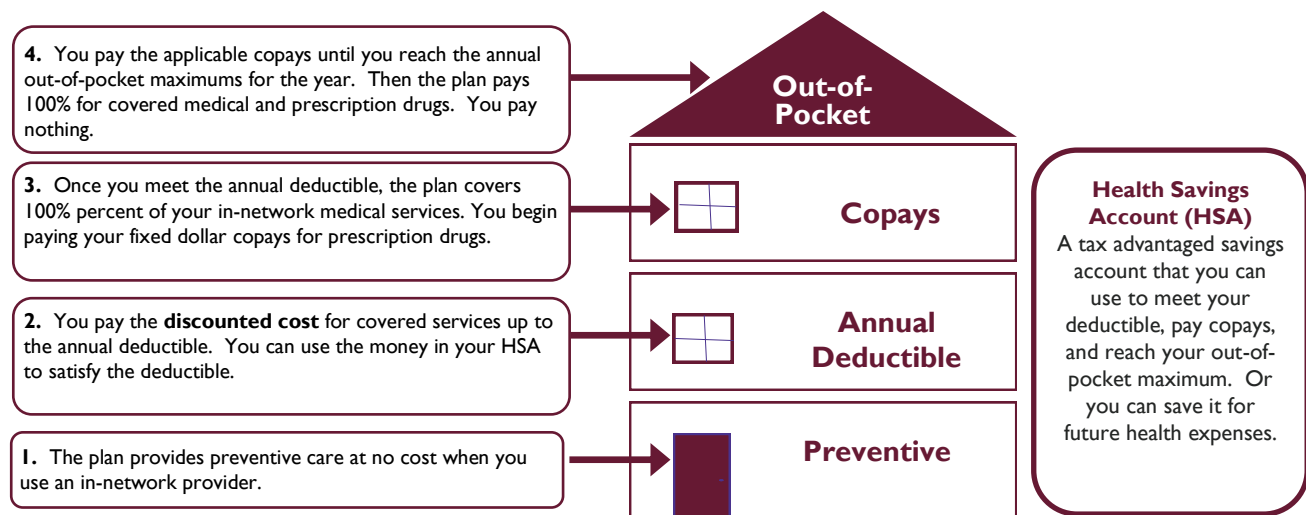 4. You pay the applicable copays until you reach the annual
out-of-pocket maximums for the year. Then the plan pays
100% for covered medical and prescription drugs. You pay
nothing.
Out-of-
Pocket
3. Once you meet the annual deductible, the plan covers
100% percent of your in-network medical services. You begin
paying your fixed dollar copays for prescription drugs.
Copays
2. You pay the discounted cost for covered services up to
the annual deductible. You can use the money in your HSA
to satisfy the deductible.
Annual
Deductible
1. The plan provides preventive care at no cost when you
use an in-network provider.
Preventive
Health Savings
Account (HSA)
A tax advantaged savings
account that you can
use to meet your
deductible, pay copays,
and reach your out-of-
pocket maximum. Or
you can save it for
future health expenses.